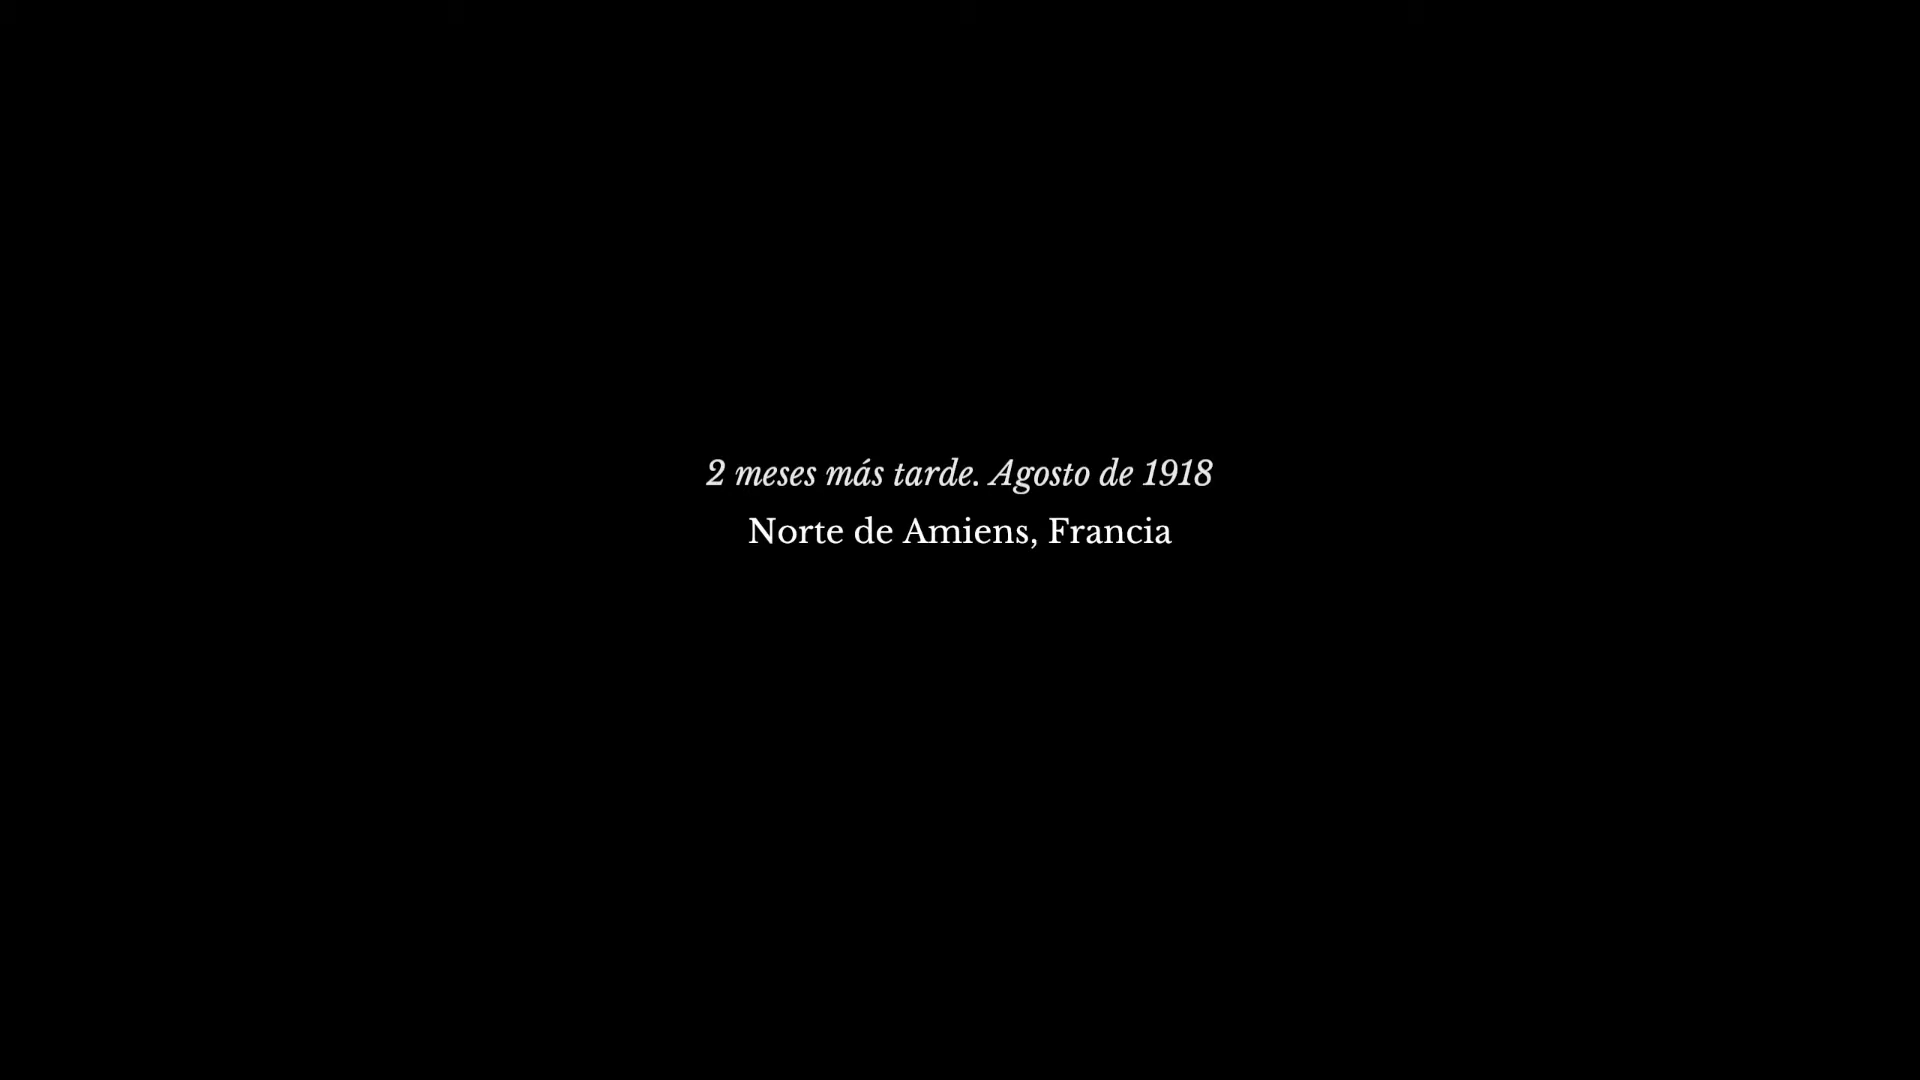 2 meses más tarde. Agosto de 1918
Norte de Amiens, Francia